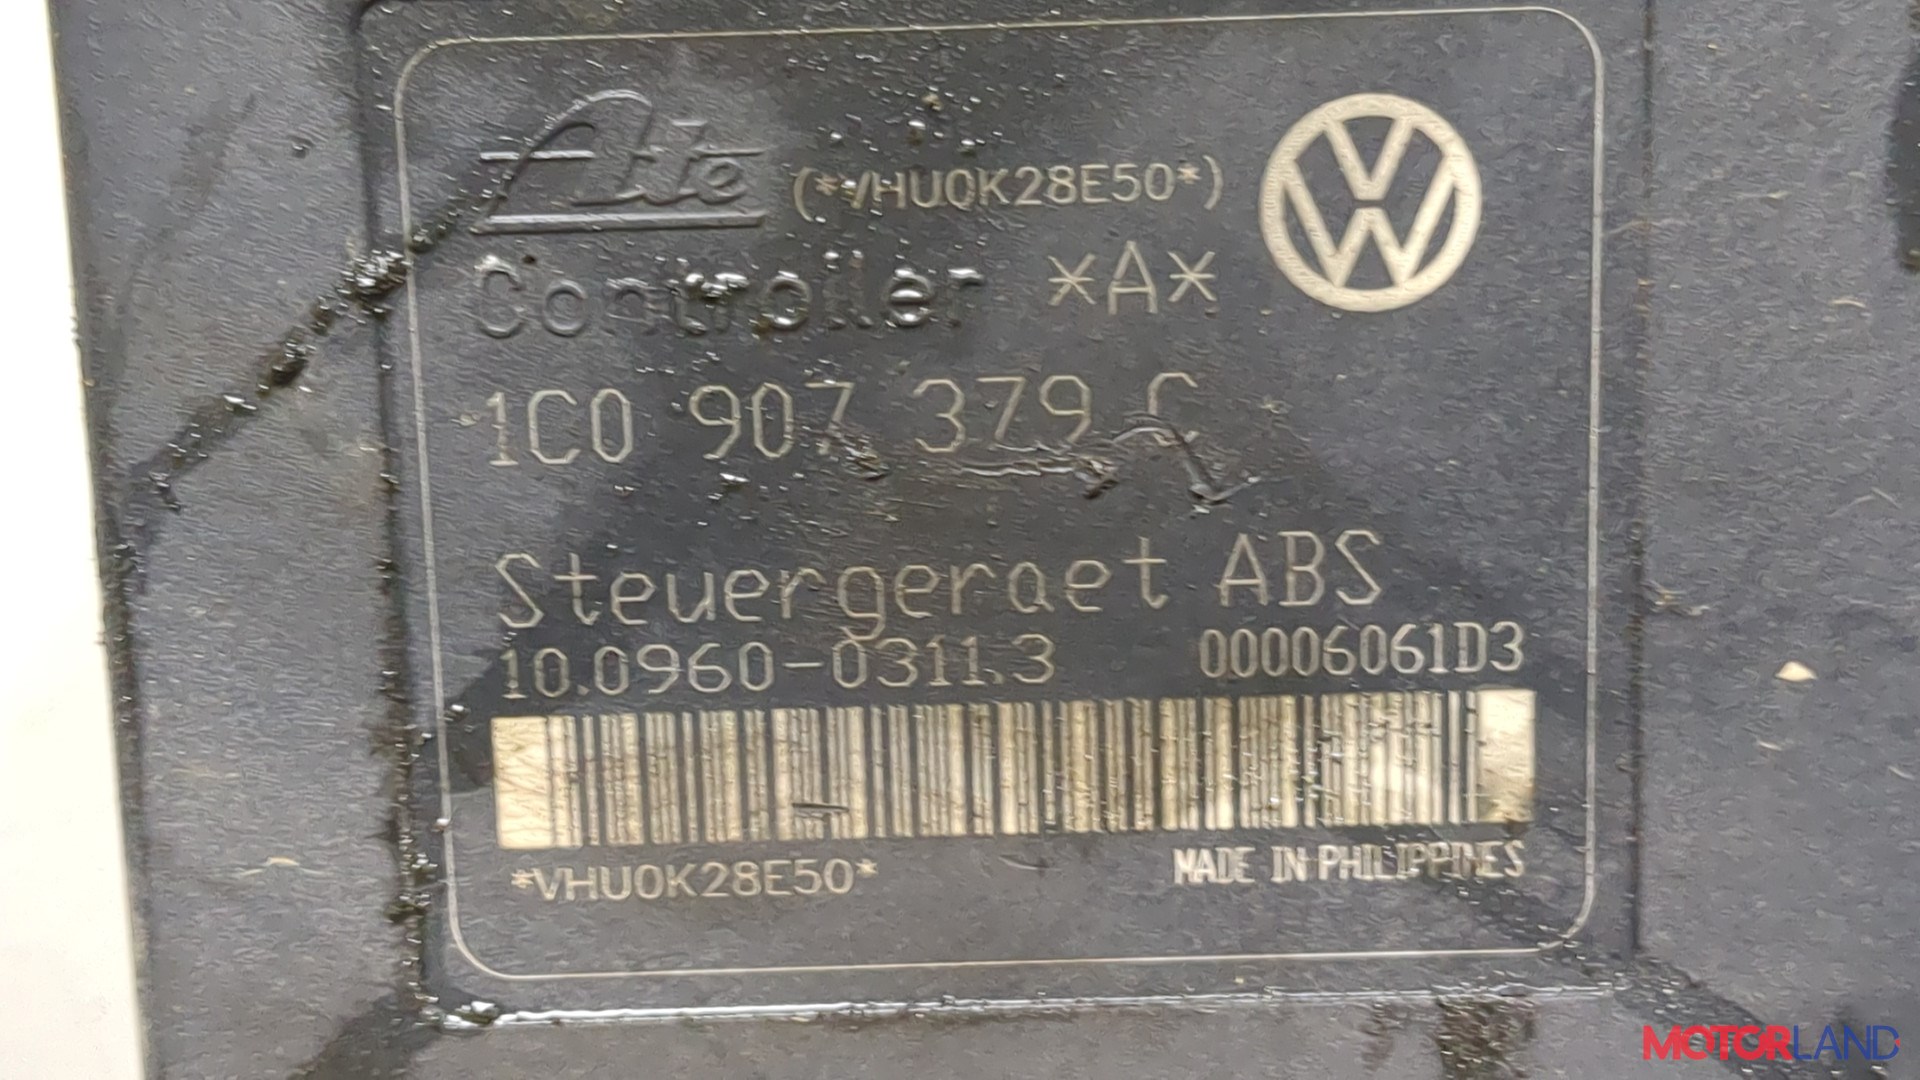 Ate (*VHU0K28E50*)
Controller *A*
1C0 907 379 C
Steuergeraet ABS
10.0960-0311.3 00006061D3
*VHU0K28E50* MADE IN PHILIPPINES
MOTORLAND